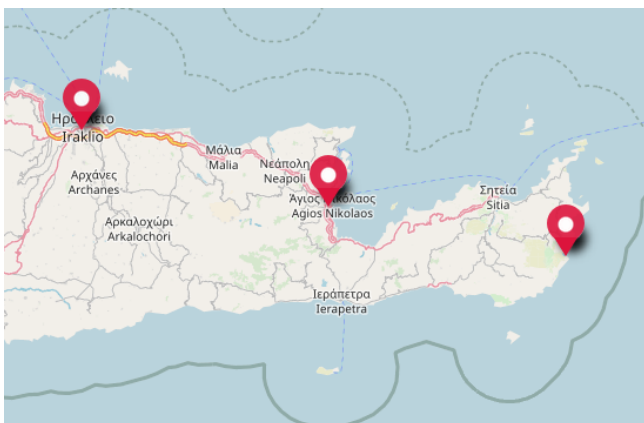 Iraklio
Μάλια
Malia
Νεάπολη
Neapoli
Αρχάνες
Archanes
Σητεία
Sitia
Άγιος
Agios Nikolaos
Αρκαλοχώρι
Arkalochori
Ιεράπετρα
Ierapetra